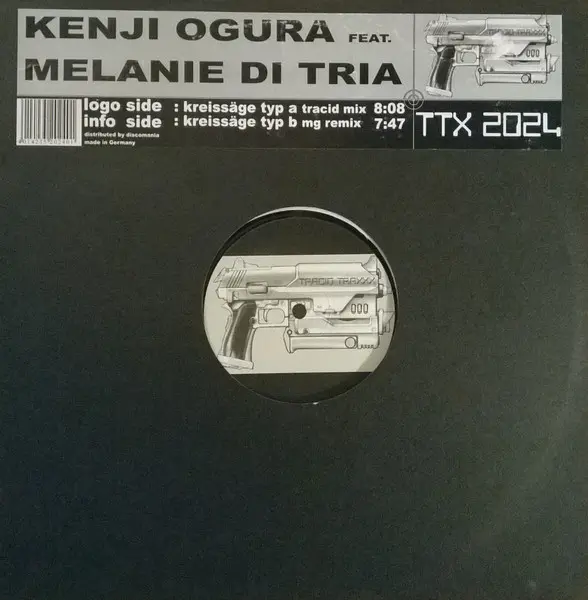 KENJI OGURA FEAT.
MELANIE DI TRIA
logo side : kreissäge typ a tracid mix 8:08
info side : kreissäge typ b mg remix 7:47
distributed by discomania
made in Germany
TTX 2024
TRACID TRAXXX
000